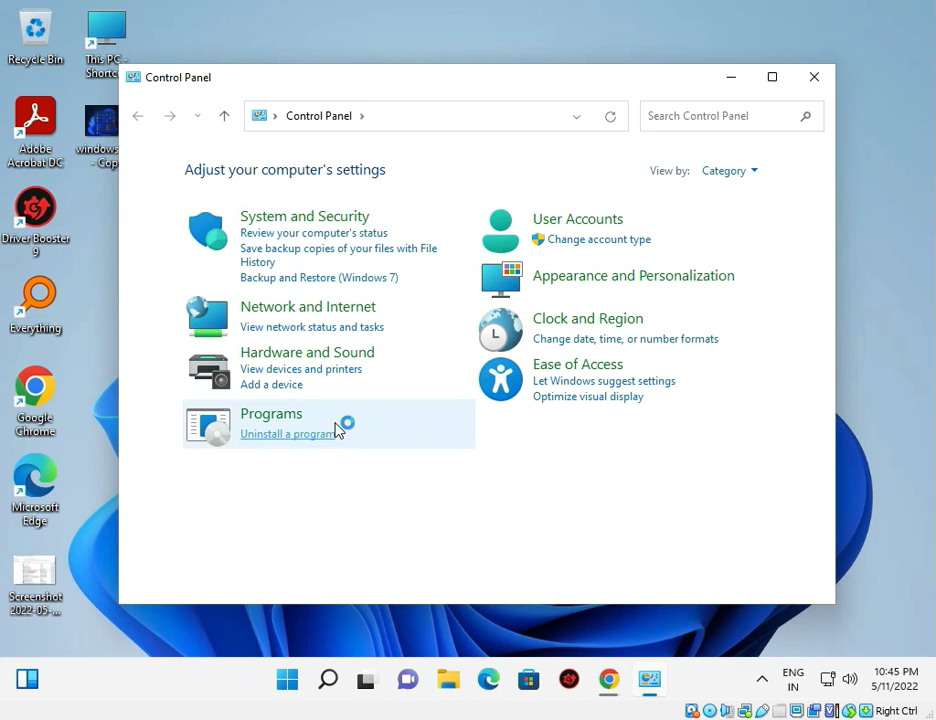 Recycle Bin
This PC -
Shortc
Adobe
Acrobat DC
windows
- Cop
Driver Booster
9
Everything
Google
Chrome
Microsoft
Edge
Screenshot
2022-05-...
Control Panel
Control Panel
Search Control Panel
Adjust your computer's settings
View by: Category
System and Security
Review your computer's status
Save backup copies of your files with File
History
Backup and Restore (Windows 7)
Network and Internet
View network status and tasks
Hardware and Sound
View devices and printers
Add a device
Programs
Uninstall a program
User Accounts
Change account type
Appearance and Personalization
Clock and Region
Change date, time, or number formats
Ease of Access
Let Windows suggest settings
Optimize visual display
ENG
IN
10:45 PM
5/11/2022
Right Ctrl